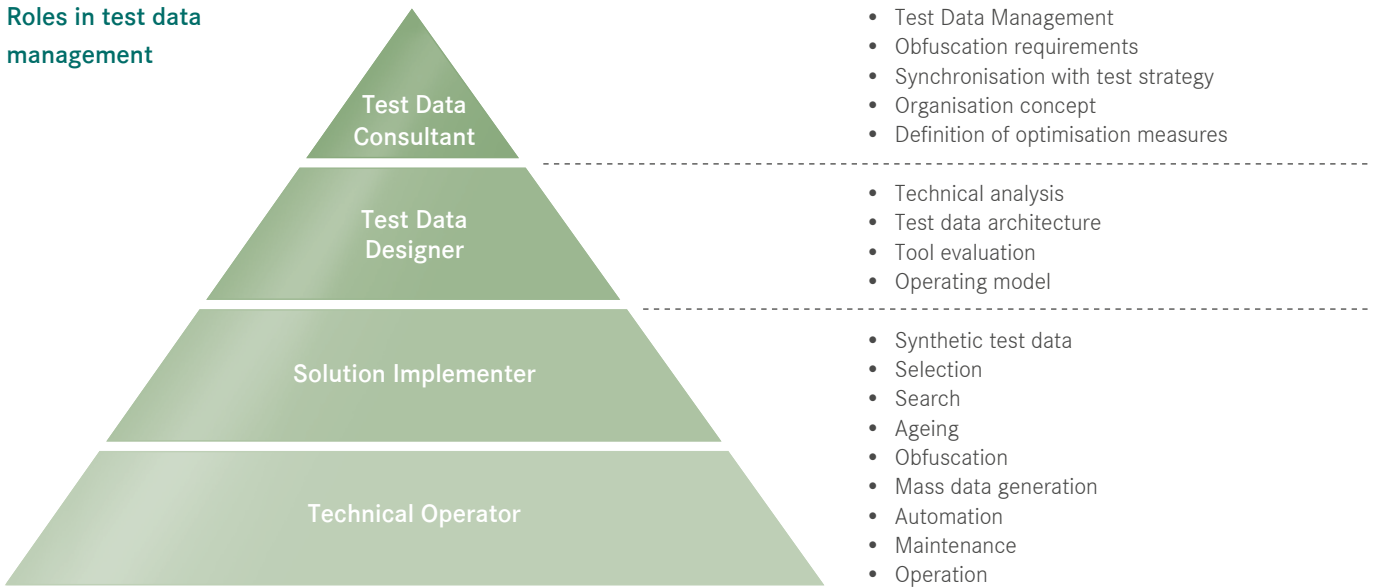 Roles in test data
management
Test Data
Consultant
• Test Data Management
• Obfuscation requirements
• Synchronisation with test strategy
• Organisation concept
• Definition of optimisation measures
Test Data
Designer
• Technical analysis
• Test data architecture
• Tool evaluation
• Operating model
Solution Implementer
Technical Operator
• Synthetic test data
• Selection
• Search
• Ageing
• Obfuscation
• Mass data generation
• Automation
• Maintenance
• Operation